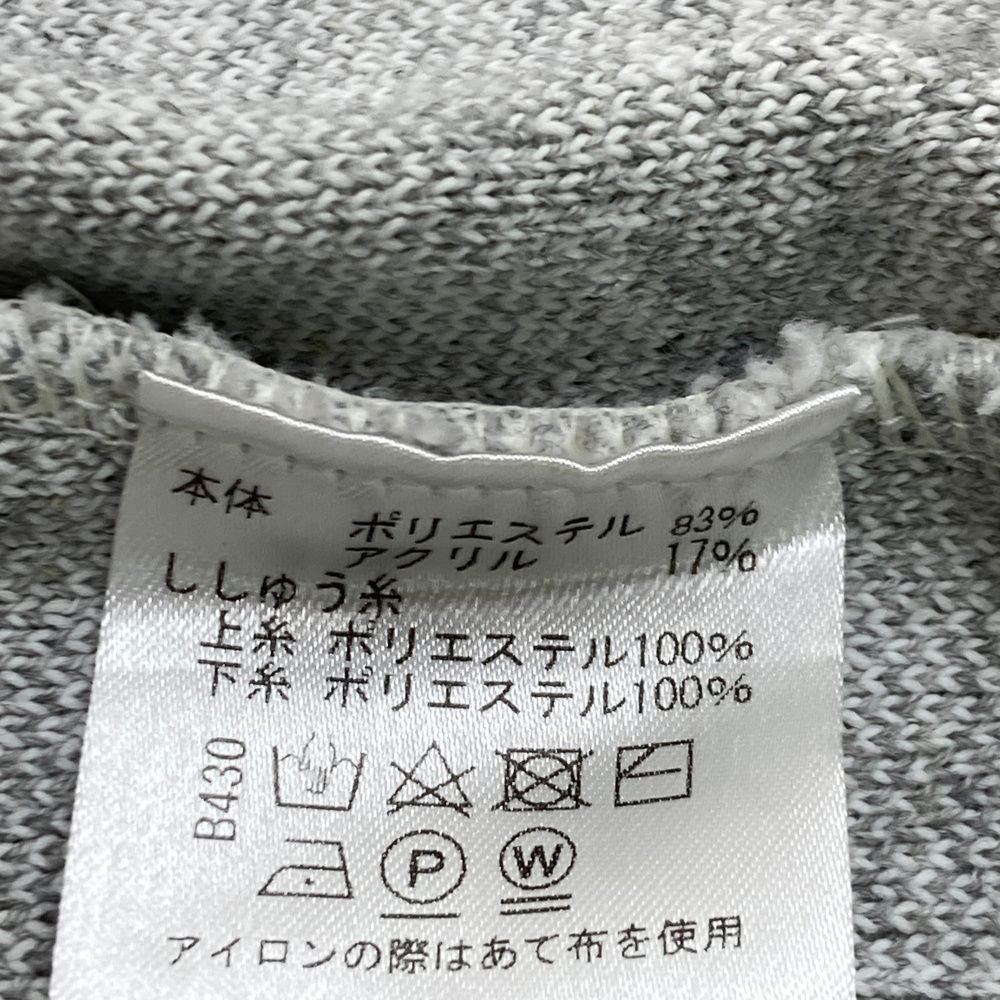 本体
ポリエステル 83%
アクリル 17%
ししゅう糸
上糸 ポリエステル100%
下糸 ポリエステル100%
B430
P W
アイロンの際はあて布を使用